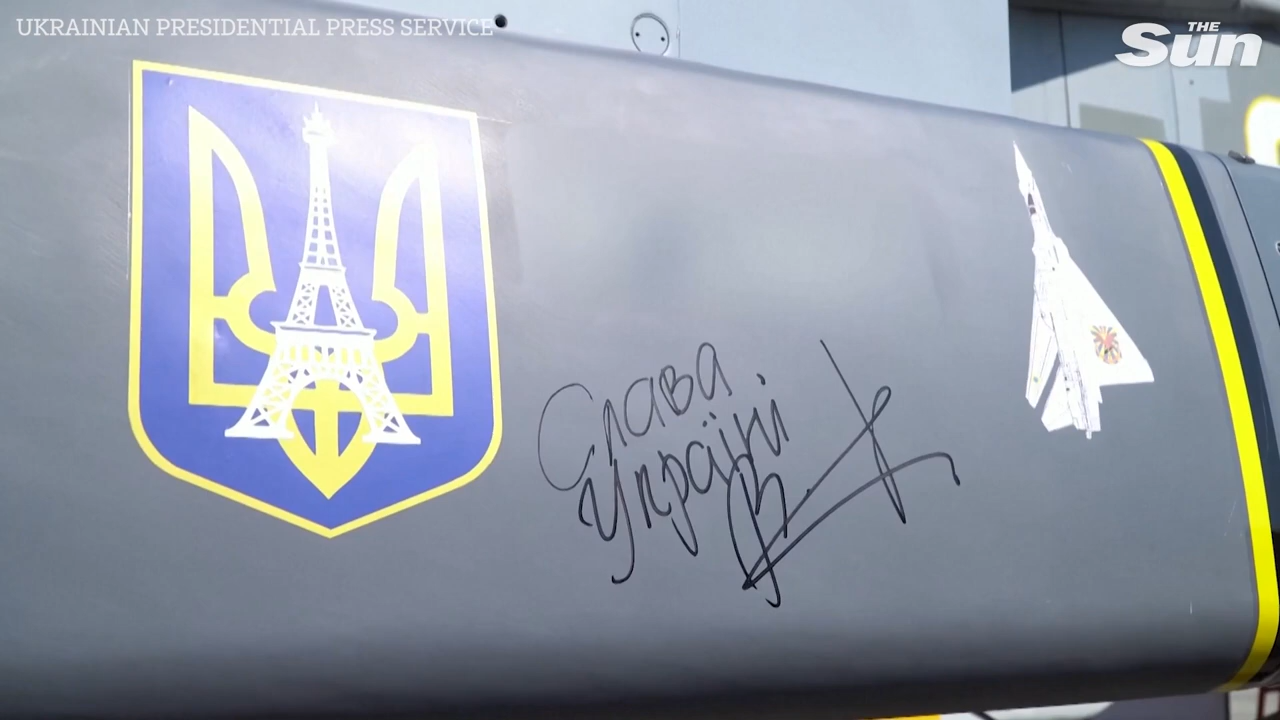 UKRAINIAN PRESIDENTIAL PRESS SERVICE
THE
Sun
Слава
Україні